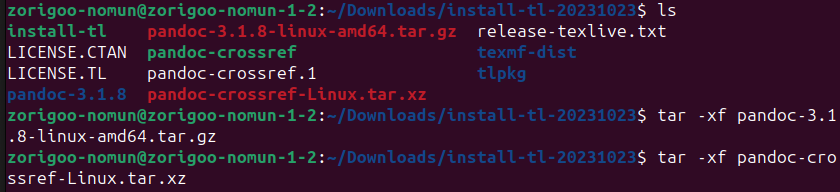 zorigoo-nomun@zorigoo-nomun-1-2:~/Downloads/install-tl-20231023$ ls
install-tl pandoc-3.1.8-linux-amd64.tar.gz release-texlive.txt
LICENSE.CTAN pandoc-crossref texmf-dist
LICENSE.TL pandoc-crossref.1 tlpkg
pandoc-3.1.8 pandoc-crossref-Linux.tar.xz
zorigoo-nomun@zorigoo-nomun-1-2:~/Downloads/install-tl-20231023$ tar -xf pandoc-3.1
.8-linux-amd64.tar.gz
zorigoo-nomun@zorigoo-nomun-1-2:~/Downloads/install-tl-20231023$ tar -xf pandoc-cro
ssref-Linux.tar.xz